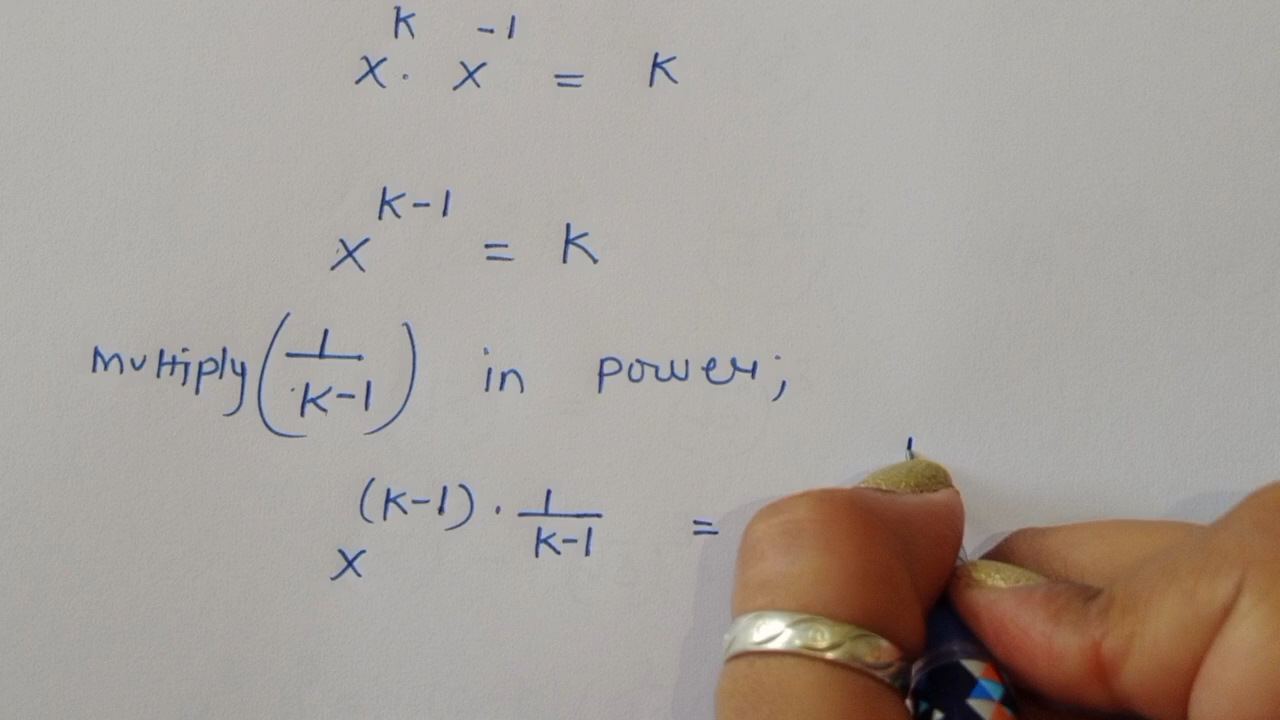 x^k · x^-1 = k
x^(k-1) = k
multiply (1/(k-1)) in power;
x^((k-1) · 1/(k-1)) =